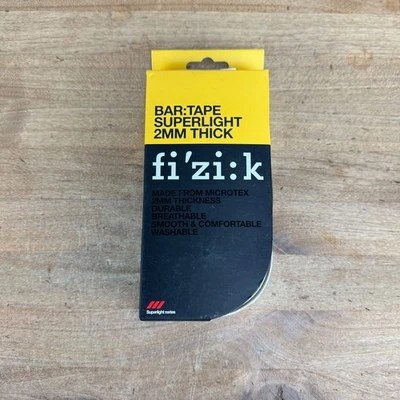 BAR:TAPE
SUPERLIGHT
2MM THICK
fi'zi:k
MADE FROM MICROTEX
2MM THICKNESS
DURABLE
BREATHABLE
SMOOTH & COMFORTABLE
WASHABLE
Superlight series